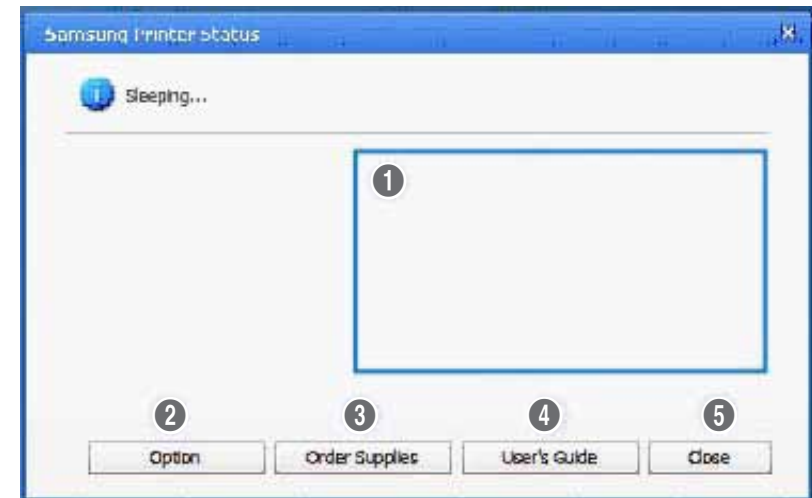 Samsung Printer Status
Sleeping...
1
2 3 4 5
Option Order Supplies User's Guide Close